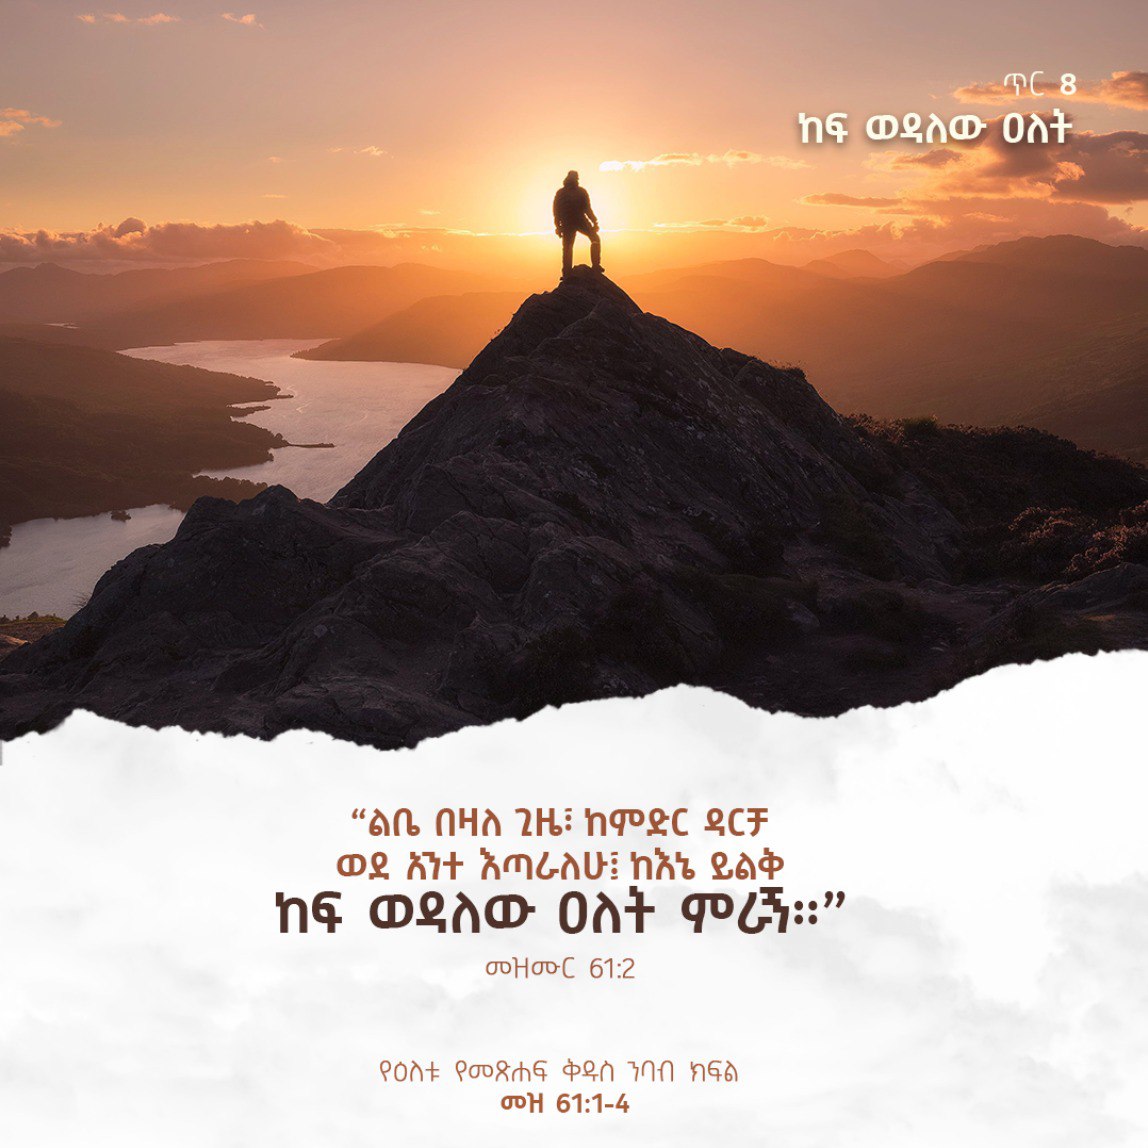 ጥር 8
ከፍ ወዳለው ዐለት
“ልቤ በዛለ ጊዜ፣ ከምድር ዳርቻ
ወደ አንተ እጣራለሁ፤ ከእኔ ይልቅ
ከፍ ወዳለው ዐለት ምራኝ።”
መዝሙር 61:2
የዕለቱ የመጽሐፍ ቅዱስ ንባብ ክፍል
መዝ 61:1-4